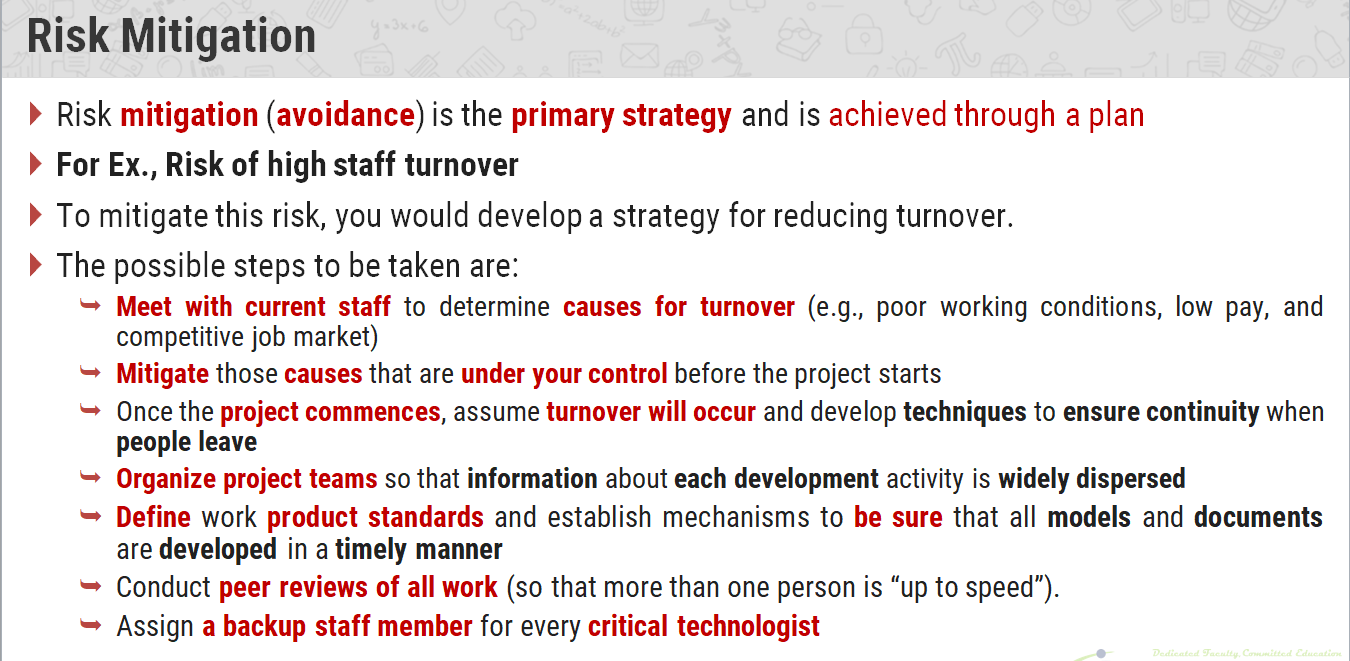 Risk Mitigation
Risk mitigation (avoidance) is the primary strategy and is achieved through a plan
For Ex., Risk of high staff turnover
To mitigate this risk, you would develop a strategy for reducing turnover.
The possible steps to be taken are:
Meet with current staff to determine causes for turnover (e.g., poor working conditions, low pay, and
competitive job market)
Mitigate those causes that are under your control before the project starts
Once the project commences, assume turnover will occur and develop techniques to ensure continuity when
people leave
Organize project teams so that information about each development activity is widely dispersed
Define work product standards and establish mechanisms to be sure that all models and documents
are developed in a timely manner
Conduct peer reviews of all work (so that more than one person is “up to speed”).
Assign a backup staff member for every critical technologist
Dedicated Faculty, Committed Education